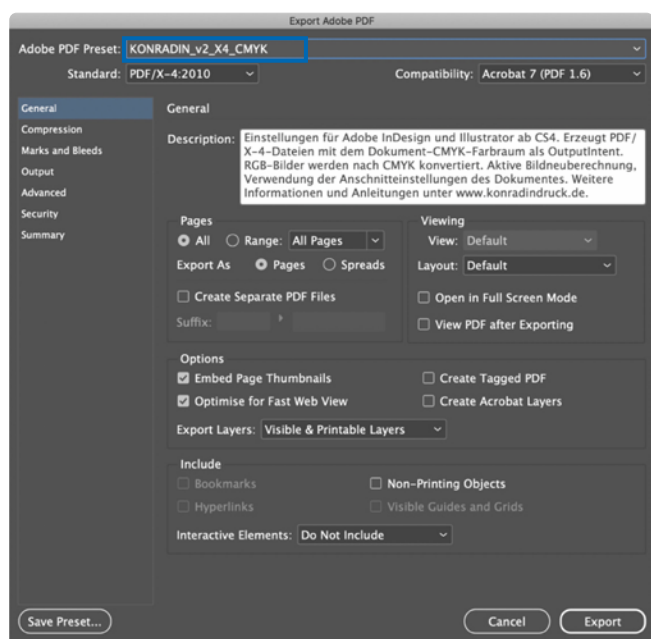 Export Adobe PDF
Adobe PDF Preset: KONRADIN_v2_X4_CMYK
Standard: PDF/X-4:2010 Compatibility: Acrobat 7 (PDF 1.6)
General
Compression
Marks and Bleeds
Output
Advanced
Security
Summary
General
Description: Einstellungen für Adobe InDesign und Illustrator ab CS4. Erzeugt PDF/
X-4-Dateien mit dem Dokument-CMYK-Farbraum als OutputIntent.
RGB-Bilder werden nach CMYK konvertiert. Aktive Bildneuberechnung,
Verwendung der Anschnitteinstellungen des Dokumentes. Weitere
Informationen und Anleitungen unter www.konradindruck.de.
Pages
All Range: All Pages
Export As Pages Spreads
Create Separate PDF Files
Suffix:
Viewing
View: Default
Layout: Default
Open in Full Screen Mode
View PDF after Exporting
Options
Embed Page Thumbnails Create Tagged PDF
Optimise for Fast Web View Create Acrobat Layers
Export Layers: Visible & Printable Layers
Include
Bookmarks Non-Printing Objects
Hyperlinks Visible Guides and Grids
Interactive Elements: Do Not Include
Save Preset... Cancel Export